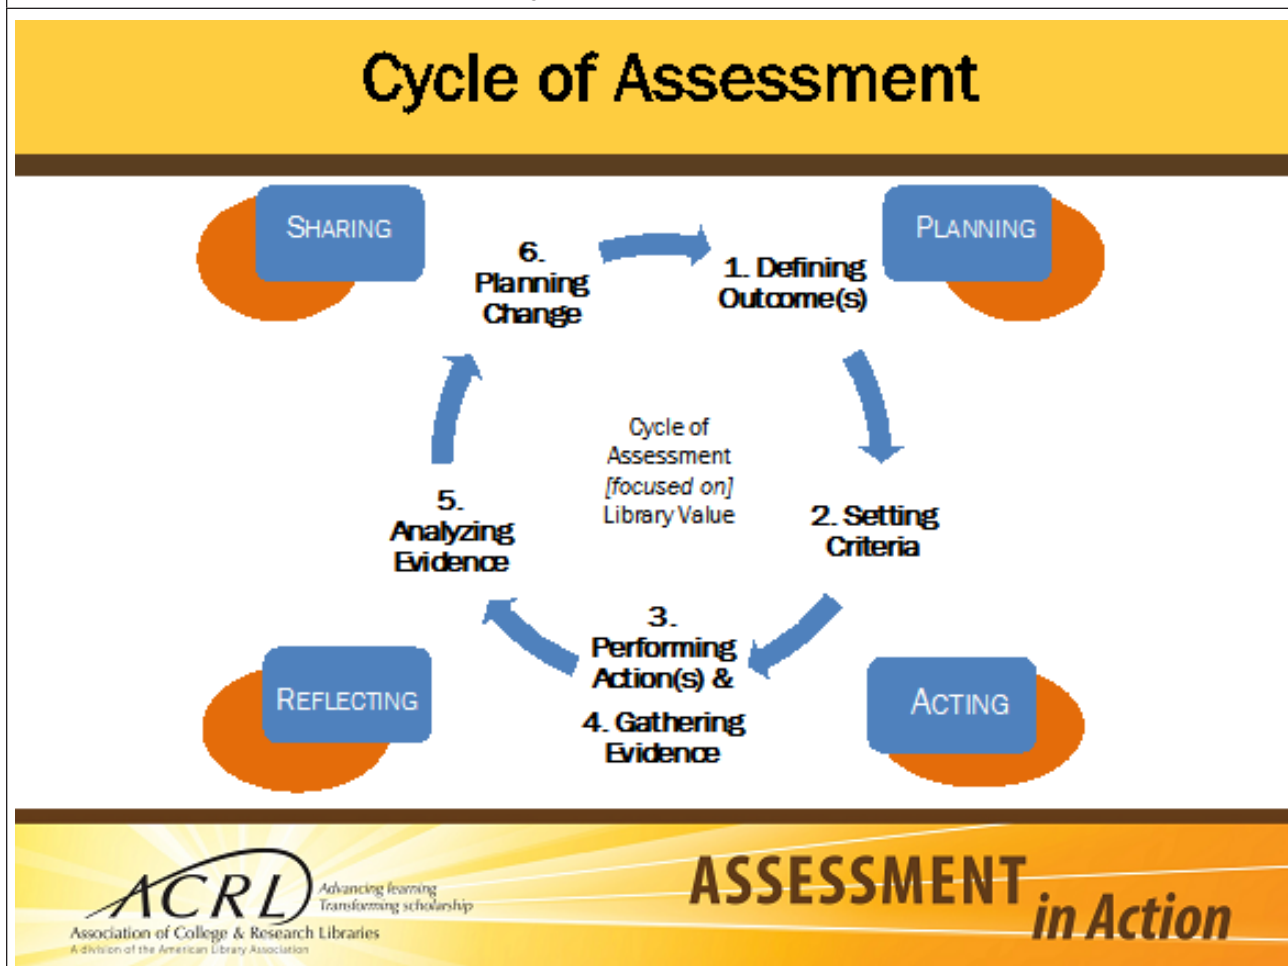 Cycle of Assessment
SHARING
PLANNING
6.
Planning
Change
1. Defining
Outcome(s)
Cycle of
Assessment
[focused on]
Library Value
2. Setting
Criteria
5.
Analyzing
Evidence
3.
Performing
Action(s) &
4. Gathering
Evidence
REFLECTING
ACTING
ACRL
Advancing learning
Transforming scholarship
Association of College & Research Libraries
A division of the American Library Association
ASSESSMENT
in Action